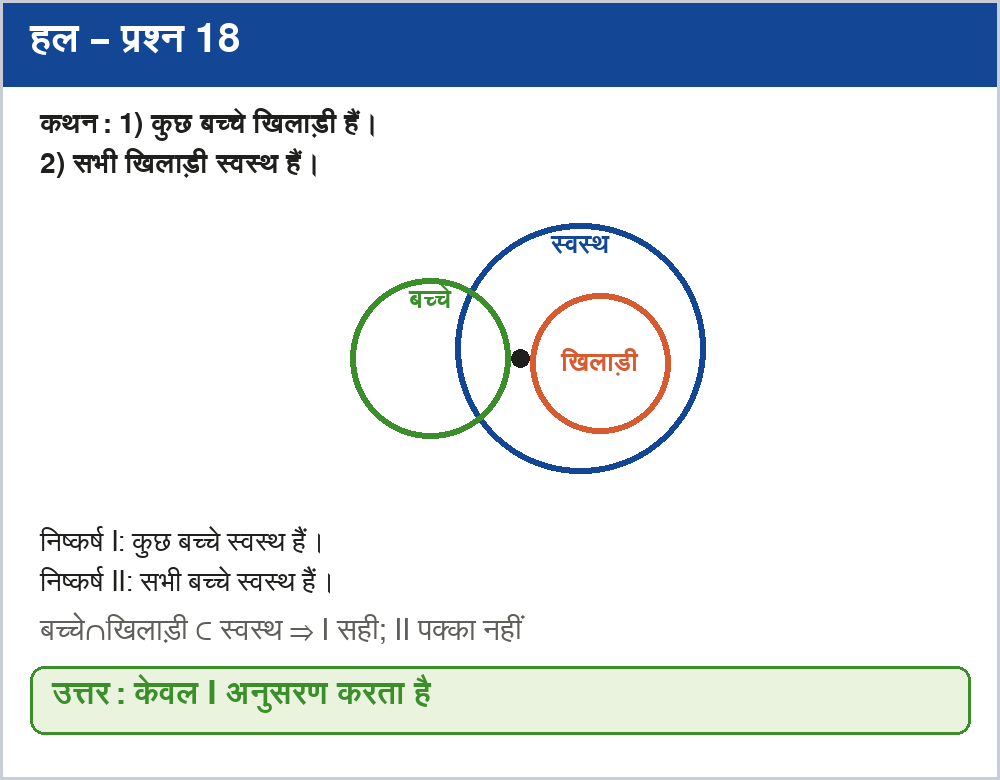 हल – प्रश्न 18
कथन : 1) कुछ बच्चे खिलाड़ी हैं।
2) सभी खिलाड़ी स्वस्थ हैं।
स्वस्थ
बच्चे
खिलाड़ी
निष्कर्ष I: कुछ बच्चे स्वस्थ हैं।
निष्कर्ष II: सभी बच्चे स्वस्थ हैं।
बच्चे∩खिलाड़ी ⊂ स्वस्थ ⇒ I सही; II पक्का नहीं
उत्तर : केवल I अनुसरण करता है